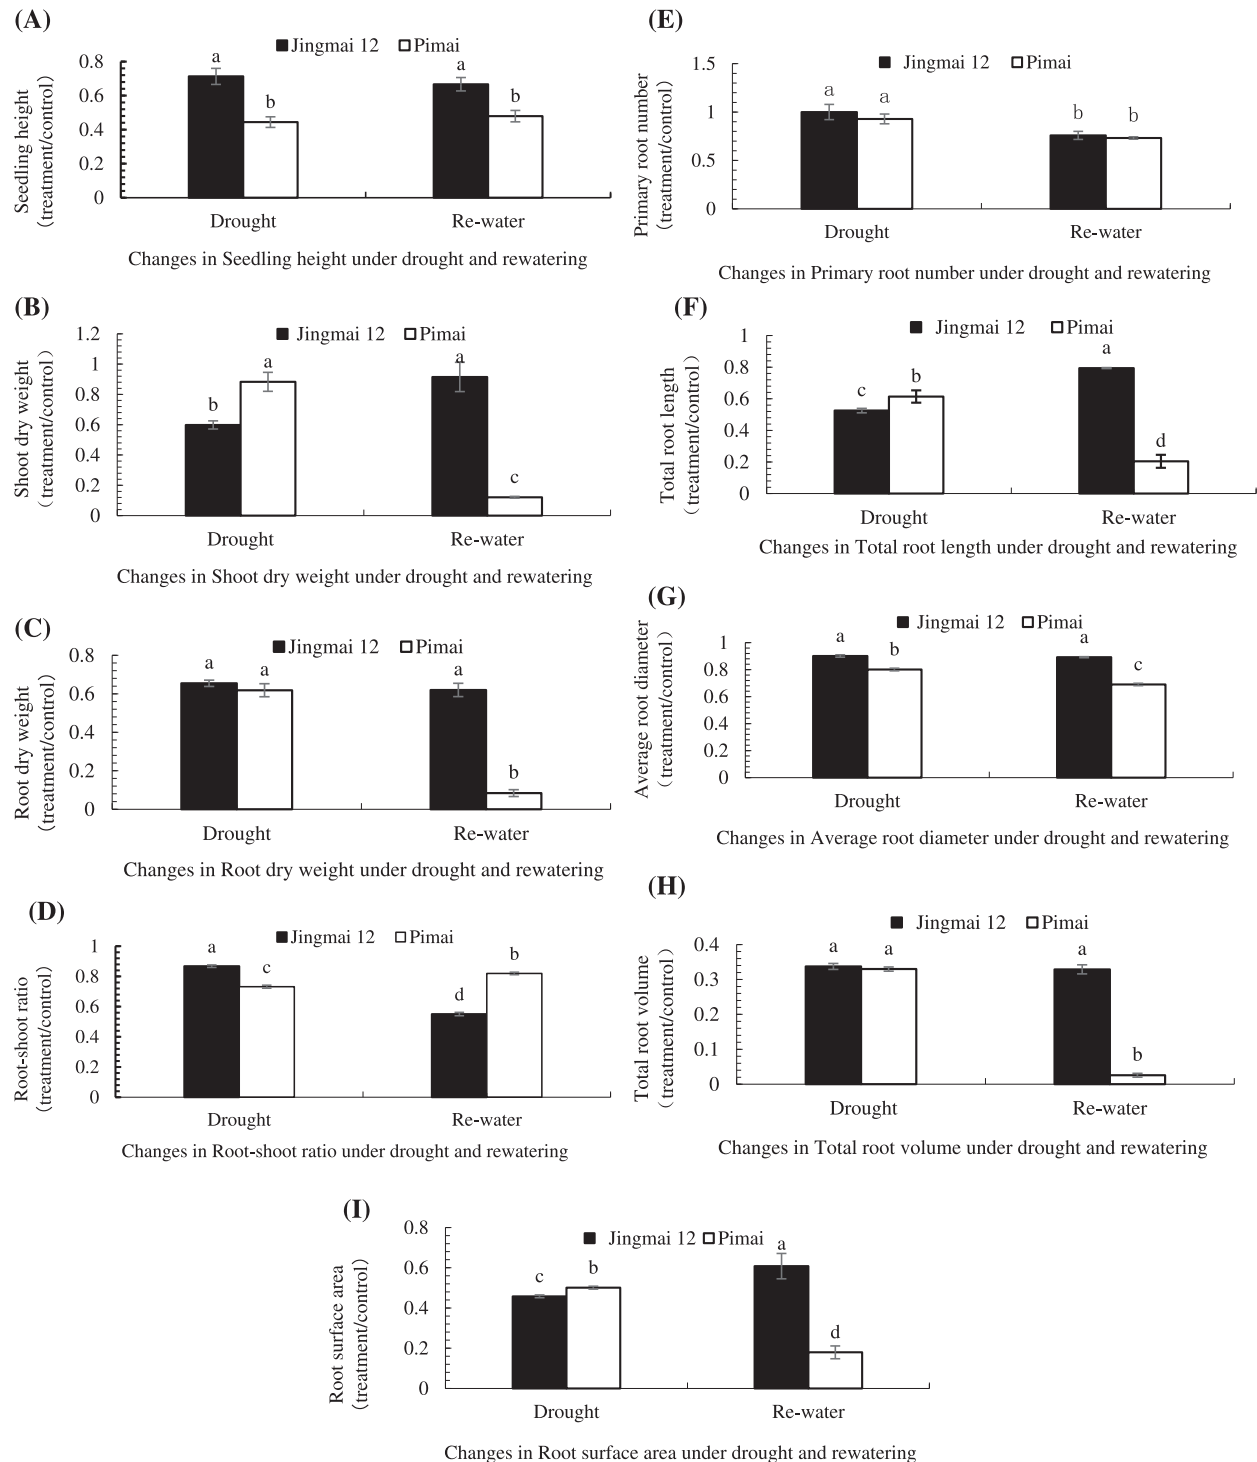 (A)
Jingmai 12 Pimai
Seedling height
(treatment/control)
0.8
0.6
0.4
0.2
0
a
b
a
b
Drought Re-water
Changes in Seedling height under drought and rewatering
(B)
Jingmai 12 Pimai
Shoot dry weight
(treatment/control)
1.2
1
0.8
0.6
0.4
0.2
0
b
a
a
c
Drought Re-water
Changes in Shoot dry weight under drought and rewatering
(C)
Jingmai 12 Pimai
Root dry weight
(treatment/control)
0.8
0.6
0.4
0.2
0
a
a
a
b
Drought Re-water
Changes in Root dry weight under drought and rewatering
(D)
Jingmai 12 Pimai
Root-shoot ratio
(treatment/control)
1
0.8
0.6
0.4
0.2
0
a
c
d
b
Drought Re-water
Changes in Root-shoot ratio under drought and rewatering
(E)
Jingmai 12 Pimai
Primary root number
(treatment/control)
1.5
1
0.5
0
a
a
b
b
Drought Re-water
Changes in Primary root number under drought and rewatering
(F)
Jingmai 12 Pimai
Total root length
(treatment/control)
1
0.8
0.6
0.4
0.2
0
c
b
a
d
Drought Re-water
Changes in Total root length under drought and rewatering
(G)
Jingmai 12 Pimai
Average root diameter
(treatment/control)
1
0.8
0.6
0.4
0.2
0
a
b
a
c
Drought Re-water
Changes in Average root diameter under drought and rewatering
(H)
Jingmai 12 Pimai
Total root volume
(treatment/control)
0.4
0.3
0.2
0.1
0
a
a
a
b
Drought Re-water
Changes in Total root volume under drought and rewatering
(I)
Jingmai 12 Pimai
Root surface area
(treatment/control)
0.8
0.6
0.4
0.2
0
c
b
a
d
Drought Re-water
Changes in Root surface area under drought and rewatering